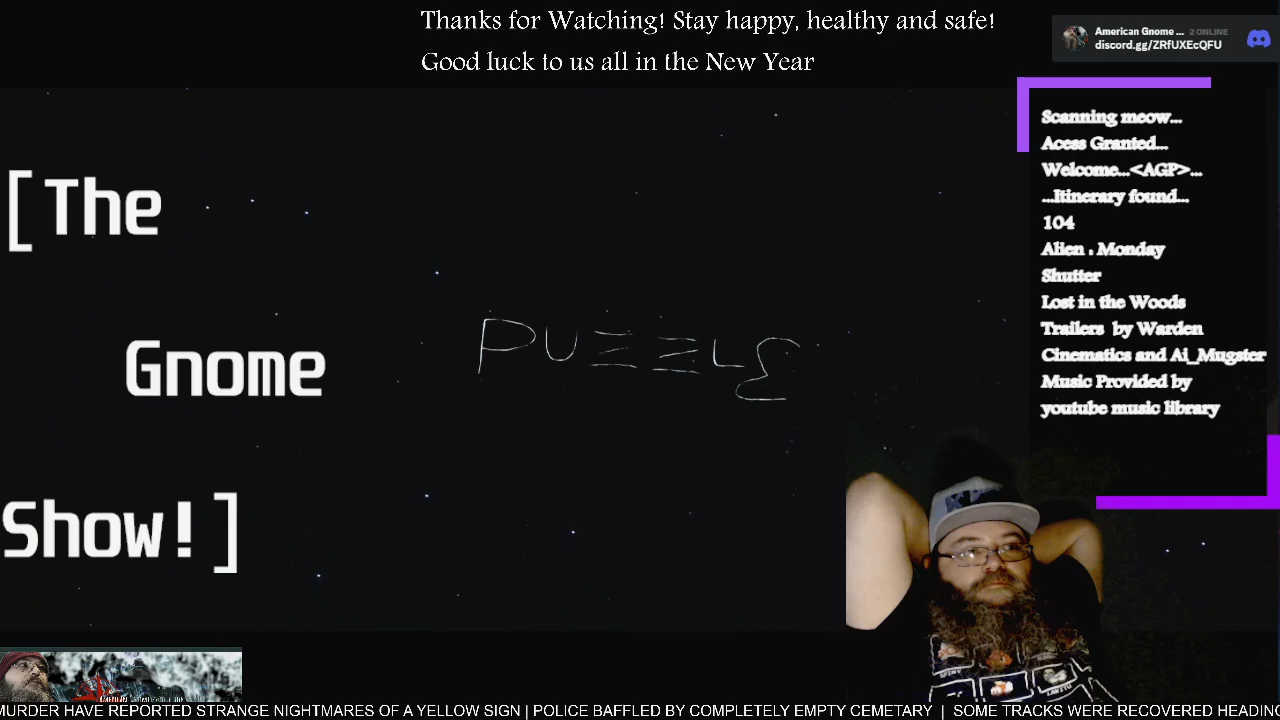 Thanks for Watching! Stay happy, healthy and safe!
Good luck to us all in the New Year
American Gnome ... 2 ONLINE
discord.gg/ZRfUXEcQFU
[The
Gnome
Show!]
PUZZLE
Scanning meow...
Acess Granted...
Welcome...<AGP>...
...Itinerary found...
104
Alien . Monday
Shutter
Lost in the Woods
Trailers by Warden
Cinematics and Ai_Mugster
Music Provided by
youtube music library
MURDER HAVE REPORTED STRANGE NIGHTMARES OF A YELLOW SIGN | POLICE BAFFLED BY COMPLETELY EMPTY CEMETARY | SOME TRACKS WERE RECOVERED HEADING